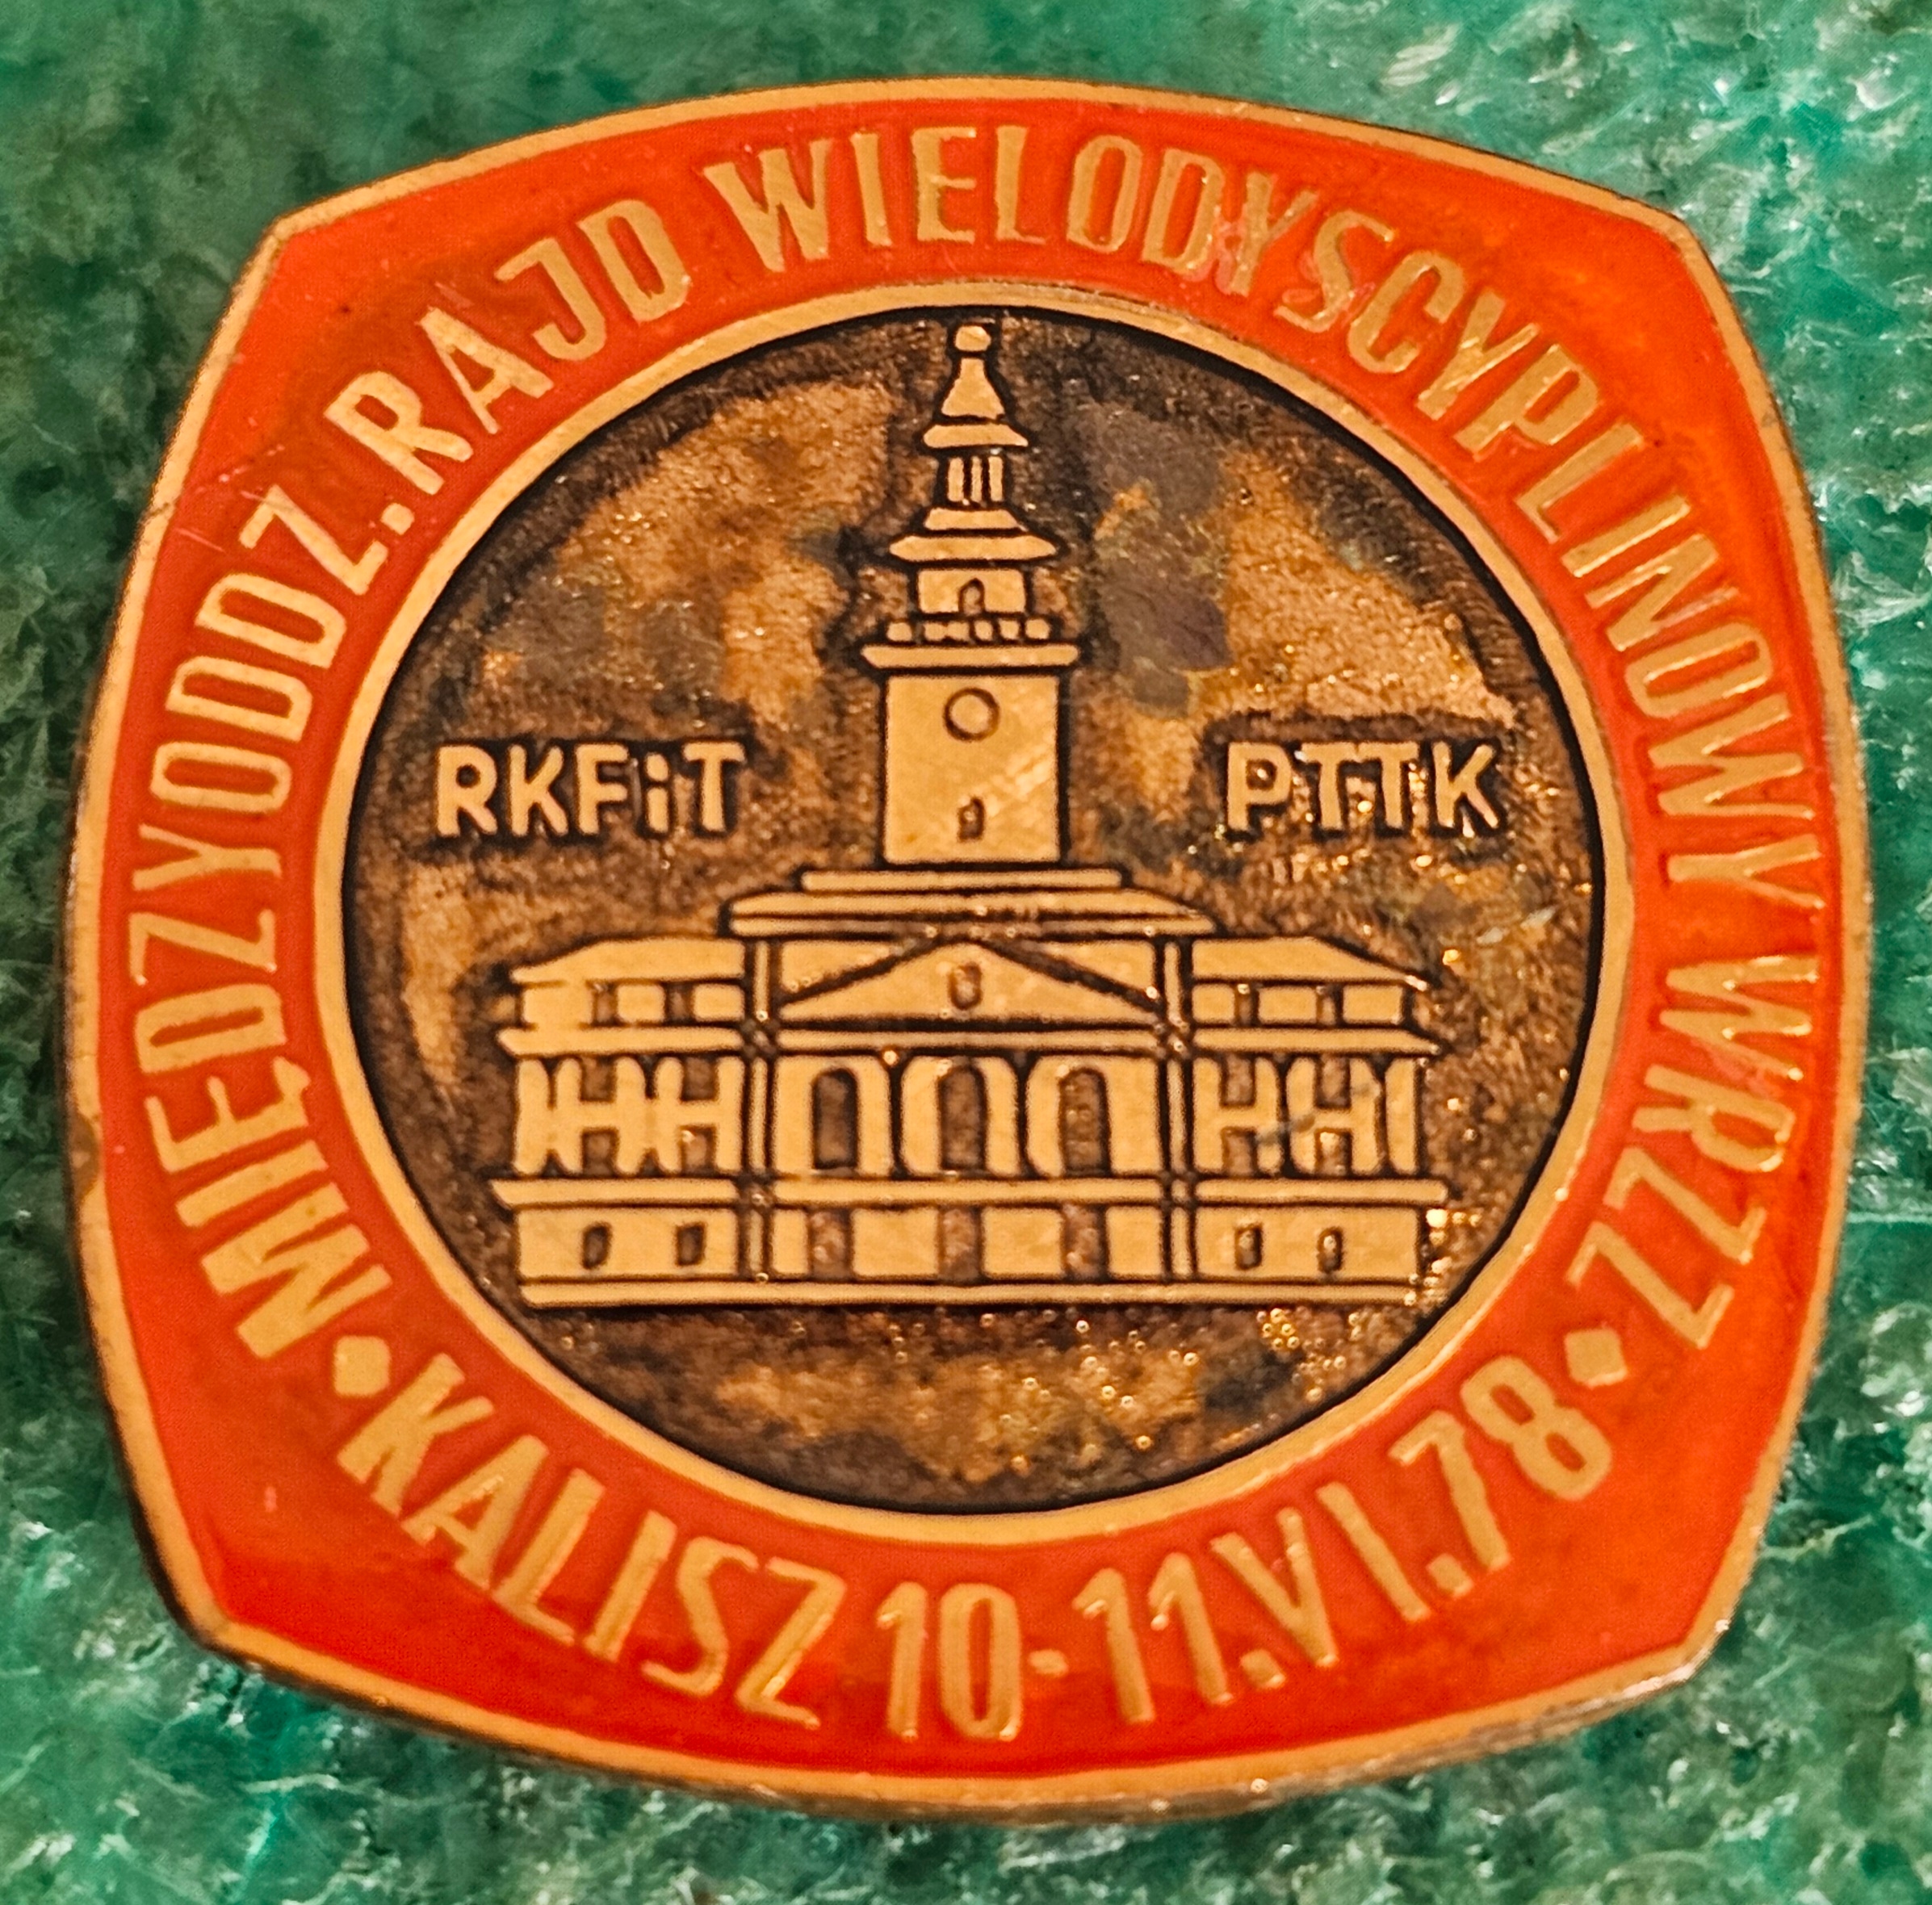 MIĘDZYODDZ. RAJD WIELODYSCYPLINOWY WRZZ
RKFiT
PTTK
• KALISZ 10-11.VI.78 •